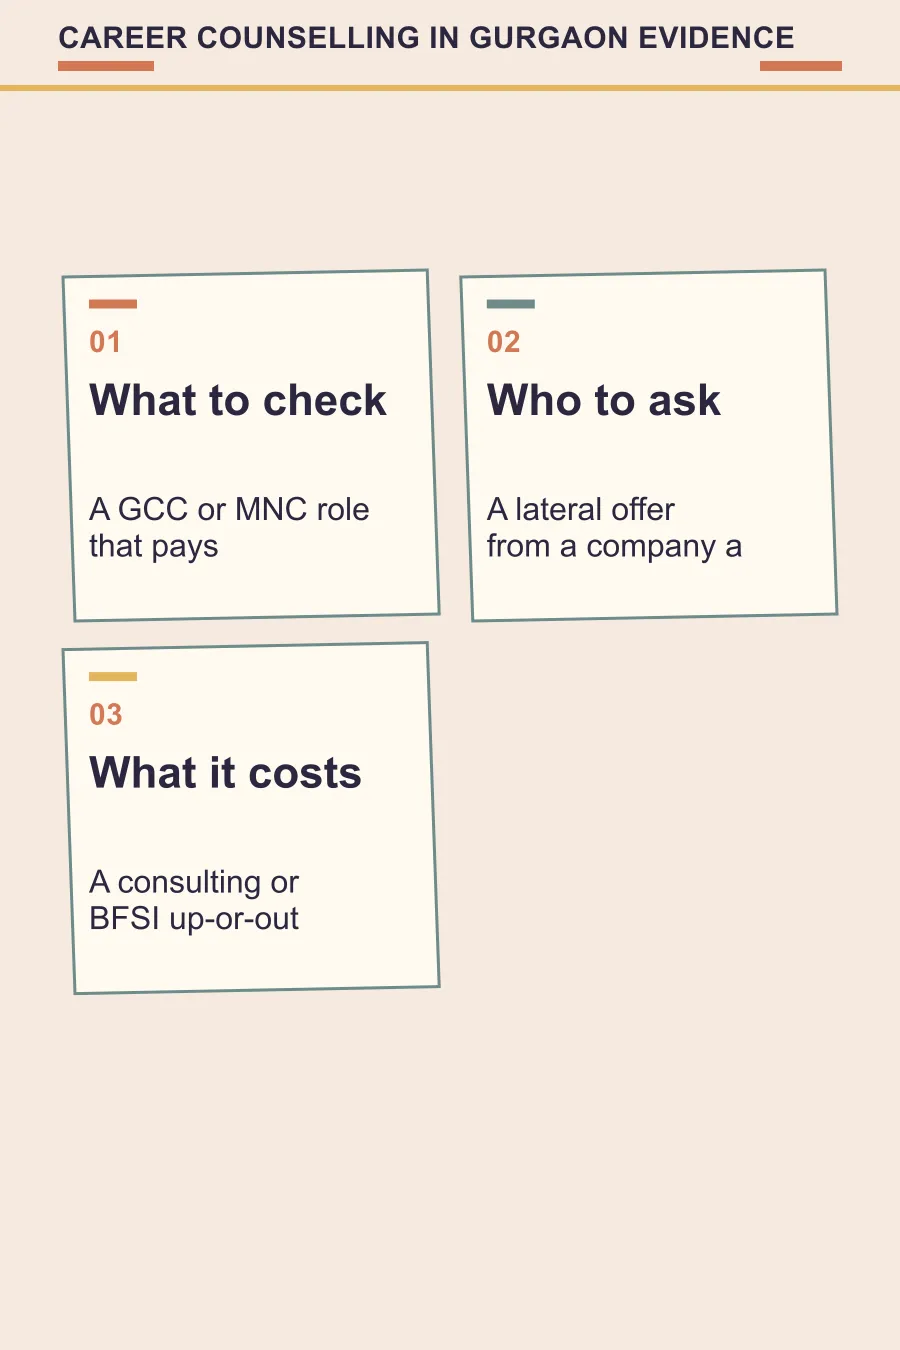 CAREER COUNSELLING IN GURGAON EVIDENCE
01
What to check
A GCC or MNC role
that pays
02
Who to ask
A lateral offer
from a company a
03
What it costs
A consulting or
BFSI up-or-out